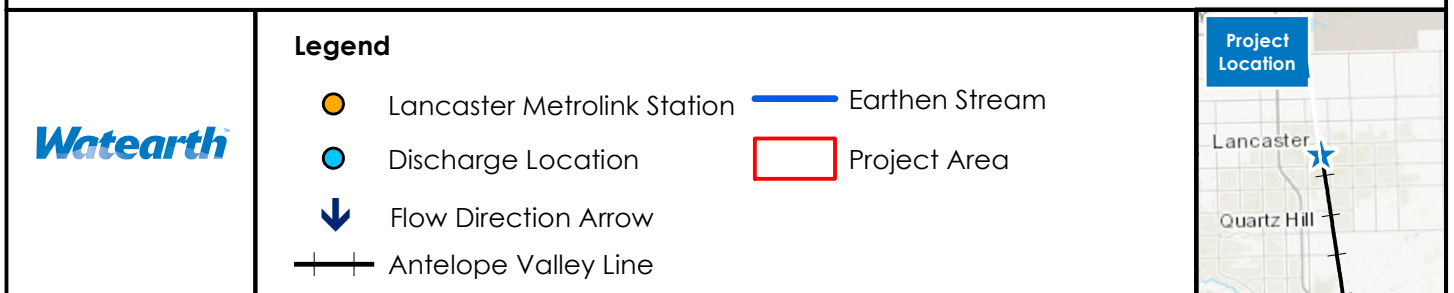 Watearth™
Legend
Lancaster Metrolink Station
Discharge Location
Flow Direction Arrow
Antelope Valley Line
Earthen Stream
Project Area
Project
Location
Lancaster
Quartz Hill